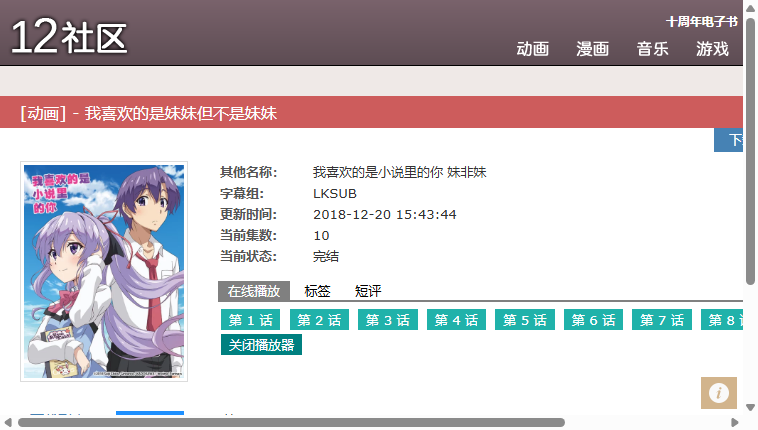 12社区
十周年电子书
动画 漫画 音乐 游戏
[动画] - 我喜欢的是妹妹但不是妹妹
下
我喜欢的是
小说里
的你
其他名称： 我喜欢的是小说里的你 妹非妹
字幕组： LKSUB
更新时间： 2018-12-20 15:43:44
当前集数： 10
当前状态： 完结
在线播放 标签 短评
第 1 话 第 2 话 第 3 话 第 4 话 第 5 话 第 6 话 第 7 话 第 8
关闭播放器
i